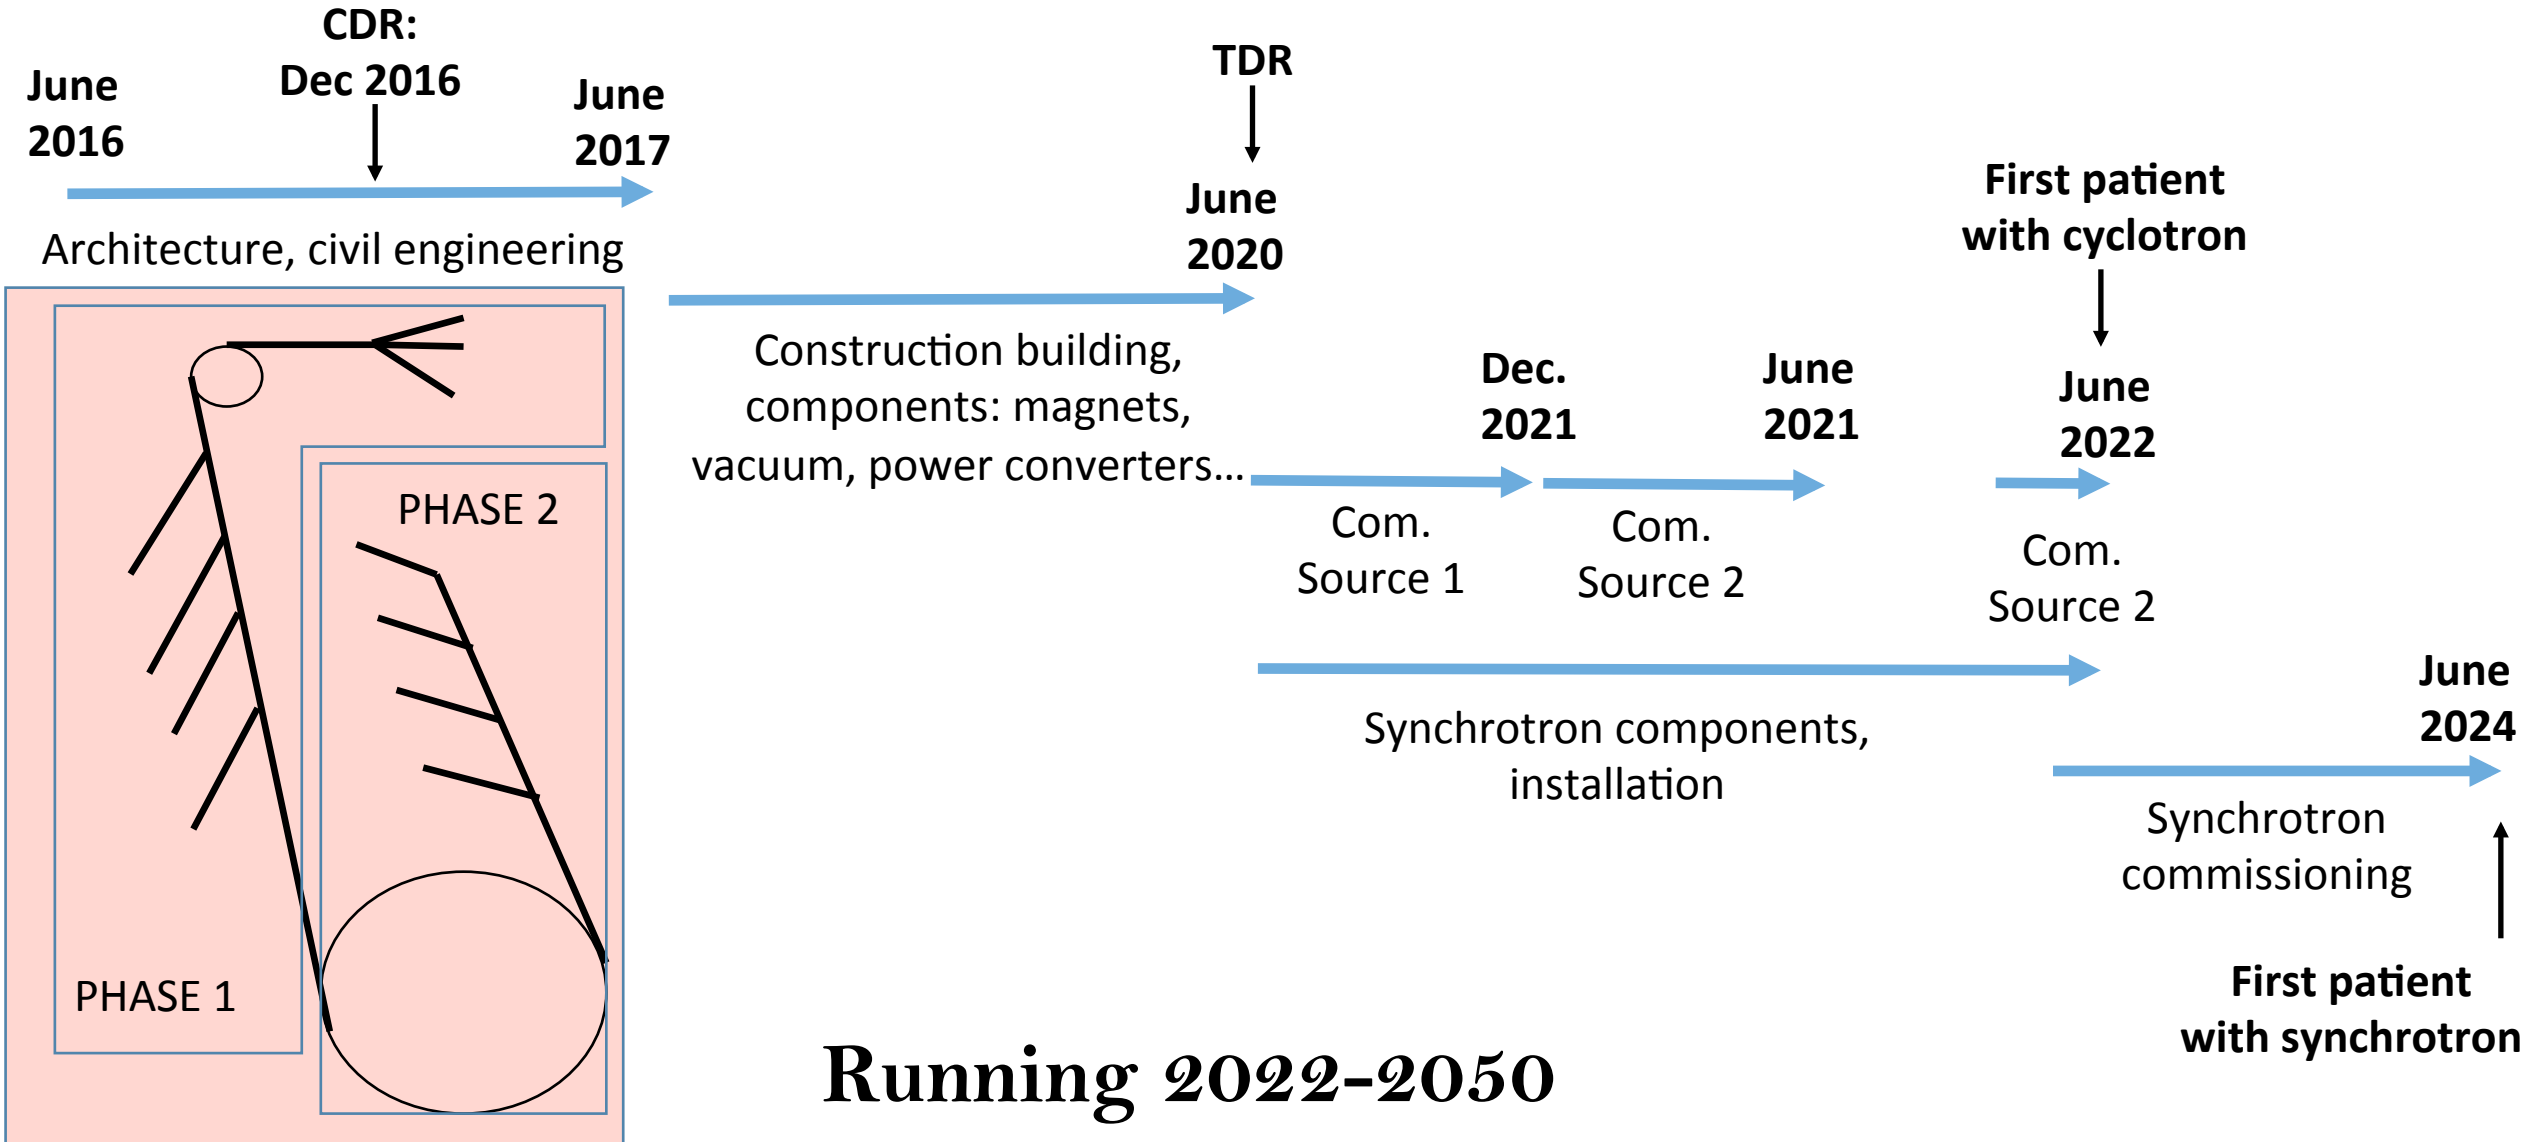 CDR:
Dec 2016
June
2016
June
2017
Architecture, civil engineering
TDR
June
2020
Construction building,
components: magnets,
vacuum, power converters...
Dec.
2021
June
2021
First patient
with cyclotron
June
2022
Com.
Source 1
Com.
Source 2
Com.
Source 2
Synchrotron components,
installation
June
2024
Synchrotron
commissioning
First patient
with synchrotron
PHASE 2
PHASE 1
Running 2022-2050